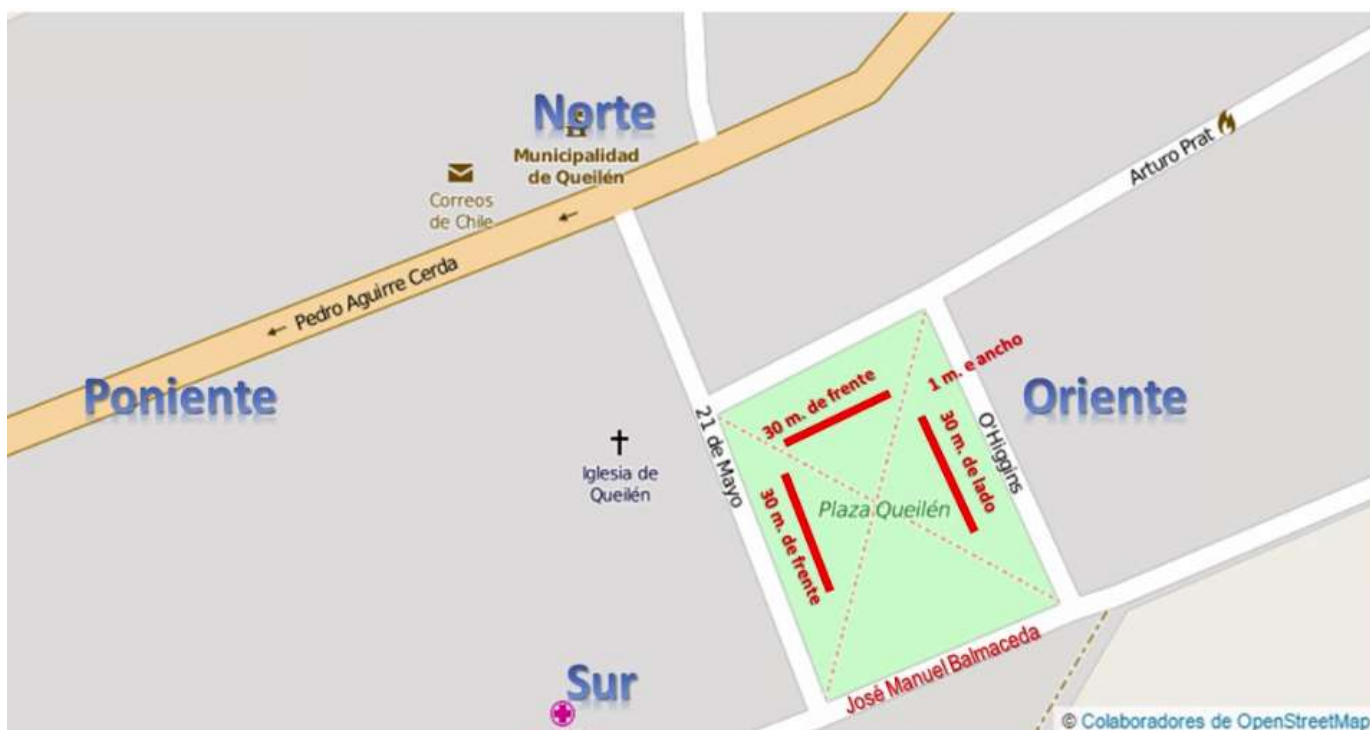 Norte
Municipalidad
de Queilén
Correos
de Chile
Arturo Prat
Pedro Aguirre Cerda
Poniente
Oriente
1 m. e ancho
30 m. de frente
21 de Mayo
O'Higgins
30 m. de lado
Iglesia de
Queilén
Plaza Queilén
30 m. de frente
José Manuel Balmaceda
Sur
© Colaboradores de OpenStreetMap